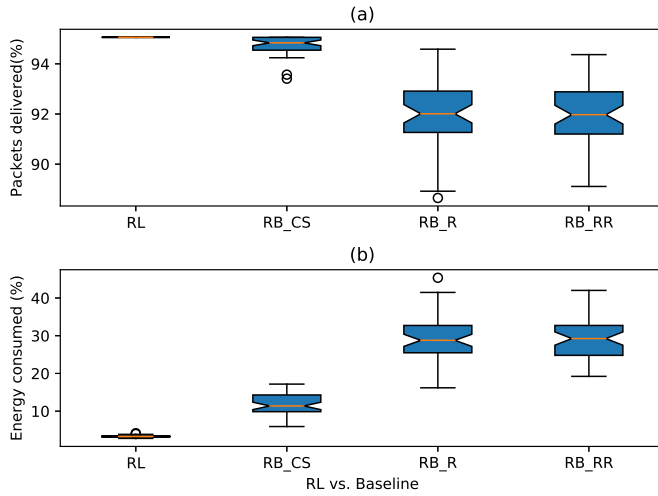 (a)
Packets delivered(%)
94
92
90
RL
RB_CS
RB_R
RB_RR
(b)
Energy consumed (%)
40
30
20
10
RL
RB_CS
RB_R
RB_RR
RL vs. Baseline